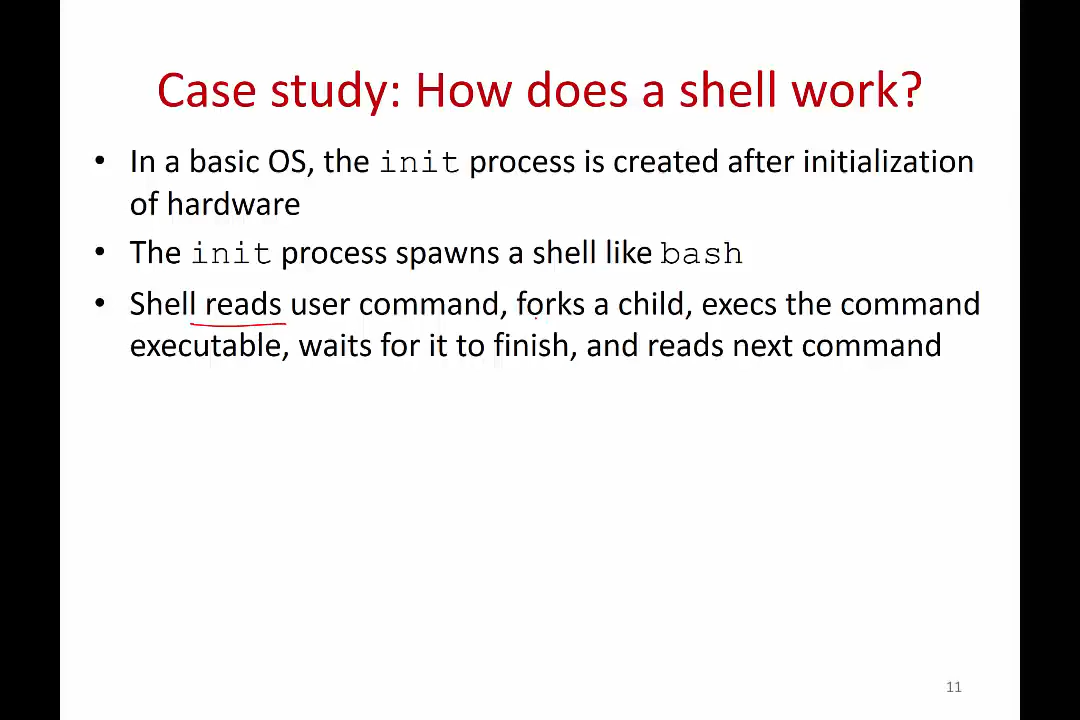 Case study: How does a shell work?
• In a basic OS, the init process is created after initialization
of hardware
• The init process spawns a shell like bash
• Shell reads user command, forks a child, execs the command
executable, waits for it to finish, and reads next command
11